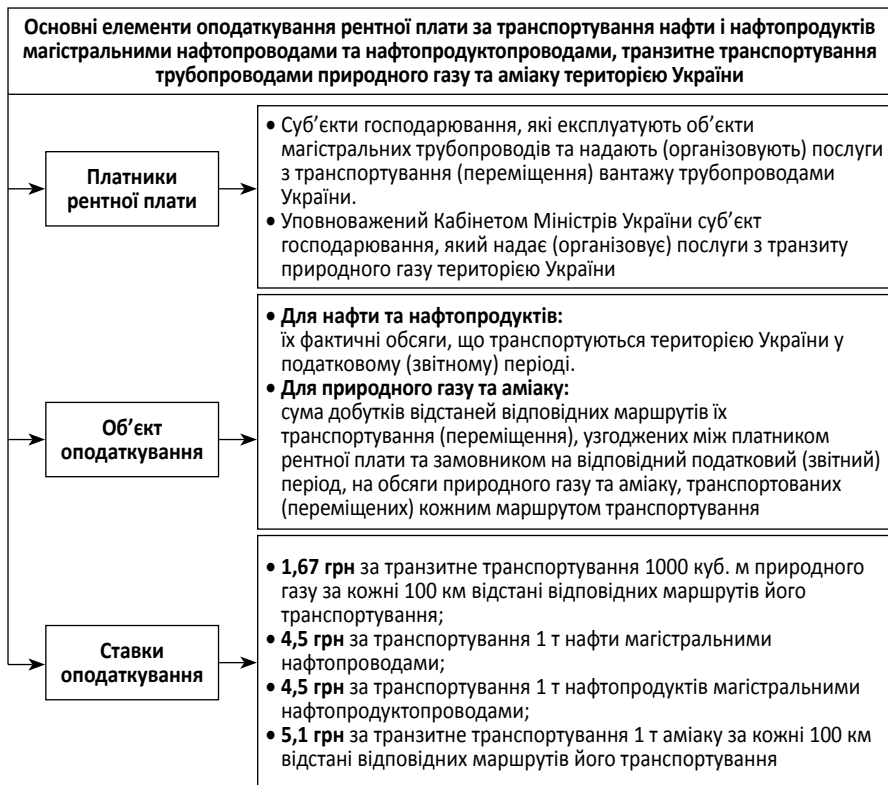 Основні елементи оподаткування рентної плати за транспортування нафти і нафтопродуктів
магістральними нафтопроводами та нафтопродуктопроводами, транзитне транспортування
трубопроводами природного газу та аміаку територією України
Платники
рентної плати
• Суб’єкти господарювання, які експлуатують об’єкти
магістральних трубопроводів та надають (організовують) послуги
з транспортування (переміщення) вантажу трубопроводами
України.
• Уповноважений Кабінетом Міністрів України суб’єкт
господарювання, який надає (організовує) послуги з транзиту
природного газу територією України
Об’єкт
оподаткування
• Для нафти та нафтопродуктів:
їх фактичні обсяги, що транспортуються територією України у
податковому (звітному) періоді.
• Для природного газу та аміаку:
сума добутків відстаней відповідних маршрутів їх
транспортування (переміщення), узгоджених між платником
рентної плати та замовником на відповідний податковий (звітний)
період, на обсяги природного газу та аміаку, транспортованих
(переміщених) кожним маршрутом транспортування
Ставки
оподаткування
• 1,67 грн за транзитне транспортування 1000 куб. м природного
газу за кожні 100 км відстані відповідних маршрутів його
транспортування;
• 4,5 грн за транспортування 1 т нафти магістральними
нафтопроводами;
• 4,5 грн за транспортування 1 т нафтопродуктів магістральними
нафтопродуктопроводами;
• 5,1 грн за транзитне транспортування 1 т аміаку за кожні 100 км
відстані відповідних маршрутів його транспортування